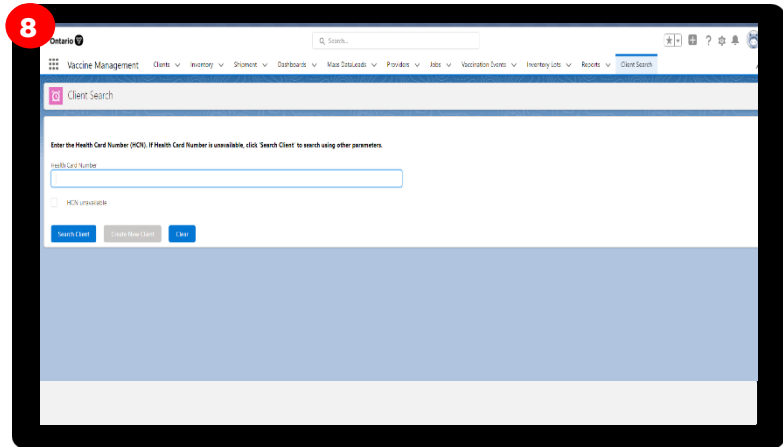 8
Ontario
Search...
Vaccine Management Clients Inventory Shipment Dashboards Mass DataLoads Providers Jobs Vaccination Events Inventory Lots Reports Client Search
Client Search
Enter the Health Card Number (HCN). If Health Card Number is unavailable, click 'Search Client' to search using other parameters.
Health Card Number
HCN unavailable
Search Client Create New Client Clear